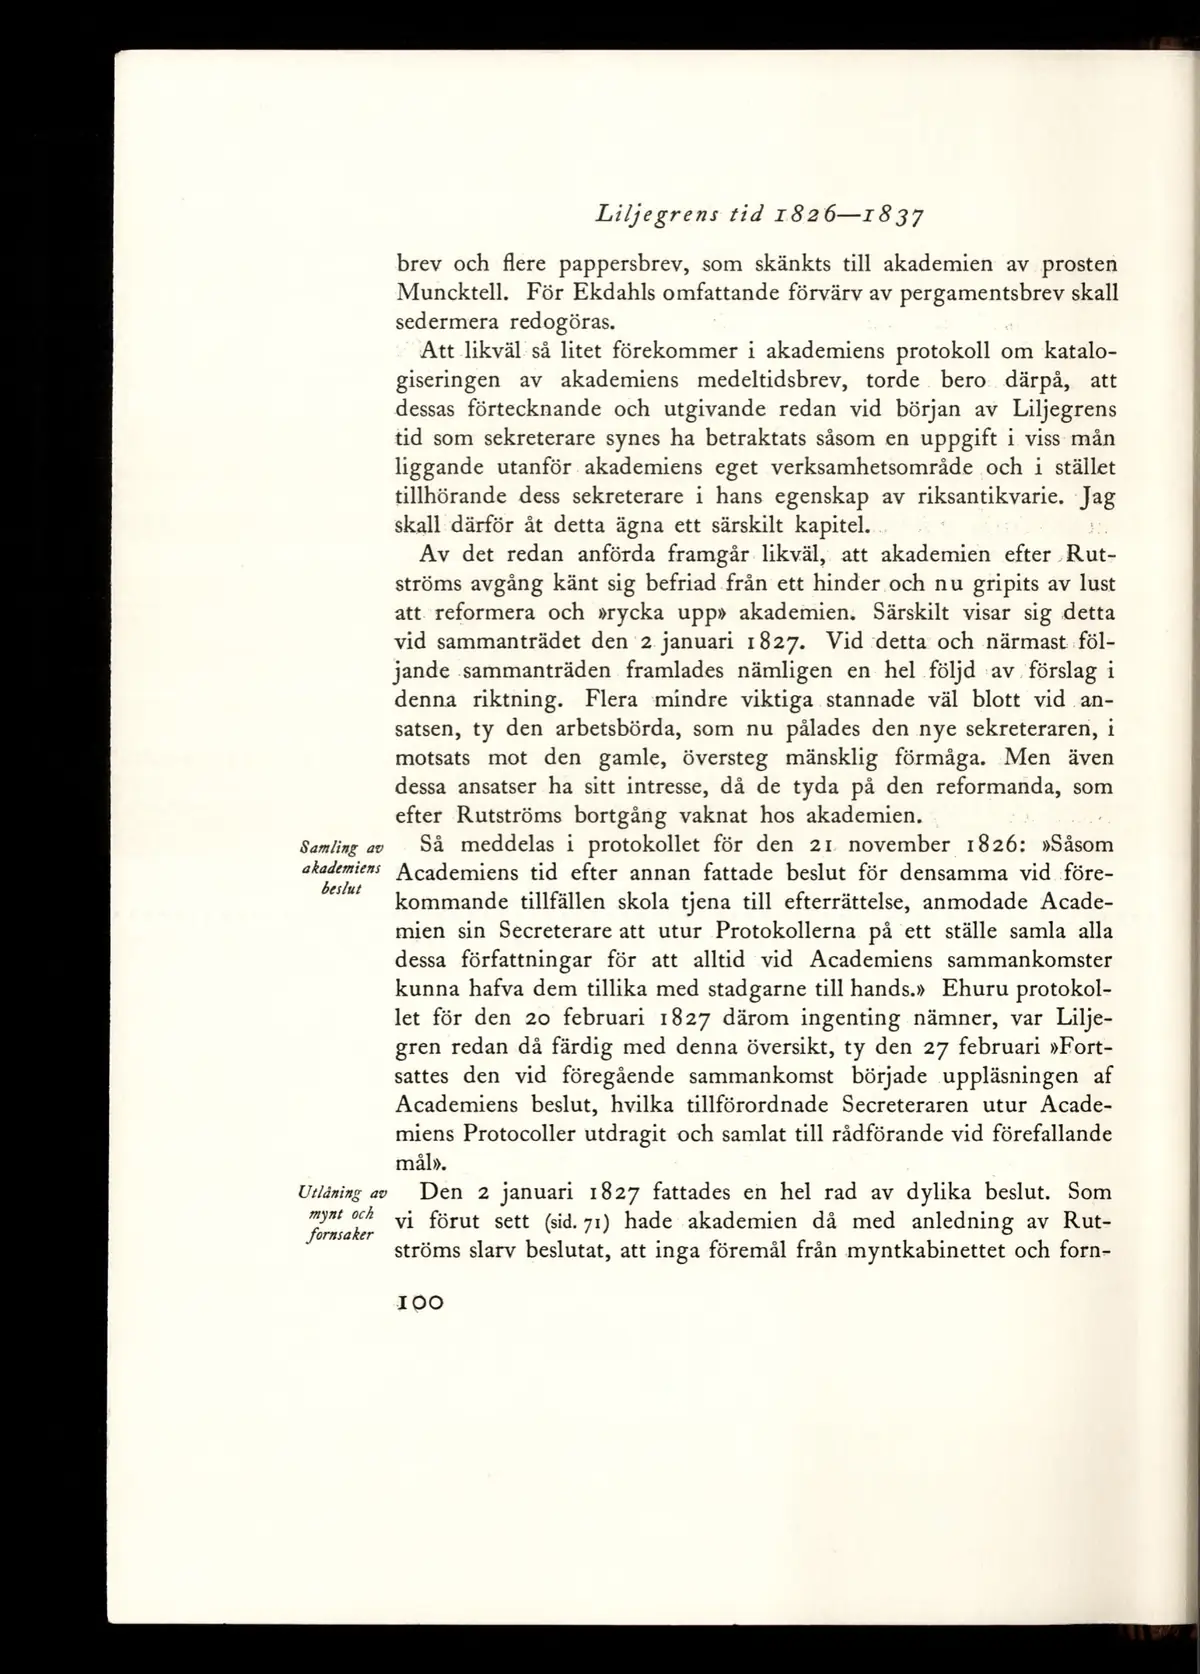 Liljegrens tid 1826—1837
brev och flere pappersbrev, som skänkts till akademien av prosten
Muncktell. För Ekdahls omfattande förvärv av pergamentsbrev skall
sedermera redogöras.
Att likväl så litet förekommer i akademiens protokoll om katalo-
giseringen av akademiens medeltidsbrev, torde bero därpå, att
dessas förtecknande och utgivande redan vid början av Liljegrens
tid som sekreterare synes ha betraktats såsom en uppgift i viss mån
liggande utanför akademiens eget verksamhetsområde och i stället
tillhörande dess sekreterare i hans egenskap av riksantikvarie. Jag
skall därför åt detta ägna ett särskilt kapitel.
Av det redan anförda framgår likväl, att akademien efter Rut-
ströms avgång känt sig befriad från ett hinder och nu gripits av lust
att reformera och »rycka upp» akademien. Särskilt visar sig detta
vid sammanträdet den 2 januari 1827. Vid detta och närmast föl-
jande sammanträden framlades nämligen en hel följd av förslag i
denna riktning. Flera mindre viktiga stannade väl blott vid an-
satsen, ty den arbetsbörda, som nu pålades den nye sekreteraren, i
motsats mot den gamle, översteg mänsklig förmåga. Men även
dessa ansatser ha sitt intresse, då de tyda på den reformanda, som
efter Rutströms bortgång vaknat hos akademien.
Samling av
akademiens
beslut
Så meddelas i protokollet för den 21 november 1826: »Såsom
Academiens tid efter annan fattade beslut för densamma vid före-
kommande tillfällen skola tjena till efterrättelse, anmodade Acade-
mien sin Secreterare att utur Protokollerna på ett ställe samla alla
dessa författningar för att alltid vid Academiens sammankomster
kunna hafva dem tillika med stadgarne till hands.» Ehuru protokol-
let för den 20 februari 1827 därom ingenting nämner, var Lilje-
gren redan då färdig med denna översikt, ty den 27 februari »Fort-
sattes den vid föregående sammankomst började uppläsningen af
Academiens beslut, hvilka tillförordnade Secreteraren utur Acade-
miens Protocoller utdragit och samlat till rådförande vid förefallande
mål».
Utlåning av
mynt och
fornsaker
Den 2 januari 1827 fattades en hel rad av dylika beslut. Som
vi förut sett (sid. 71) hade akademien då med anledning av Rut-
ströms slarv beslutat, att inga föremål från myntkabinettet och forn-
100